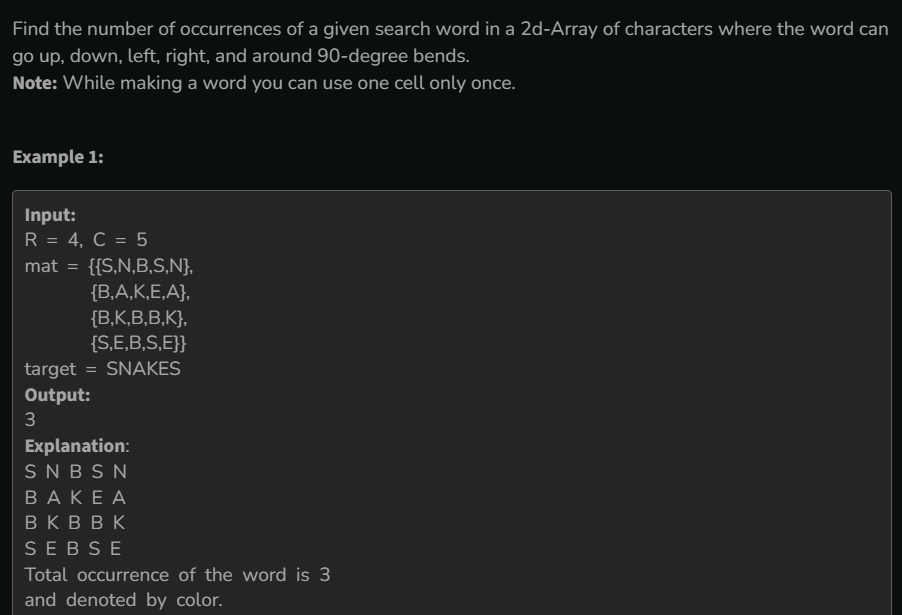 Find the number of occurrences of a given search word in a 2d-Array of characters where the word can
go up, down, left, right, and around 90-degree bends.
Note: While making a word you can use one cell only once.
Example 1:
Input:
R = 4, C = 5
mat = {{S,N,B,S,N},
{B,A,K,E,A},
{B,K,B,B,K},
{S,E,B,S,E}}
target = SNAKES
Output:
3
Explanation:
S N B S N
B A K E A
B K B B K
S E B S E
Total occurrence of the word is 3
and denoted by color.